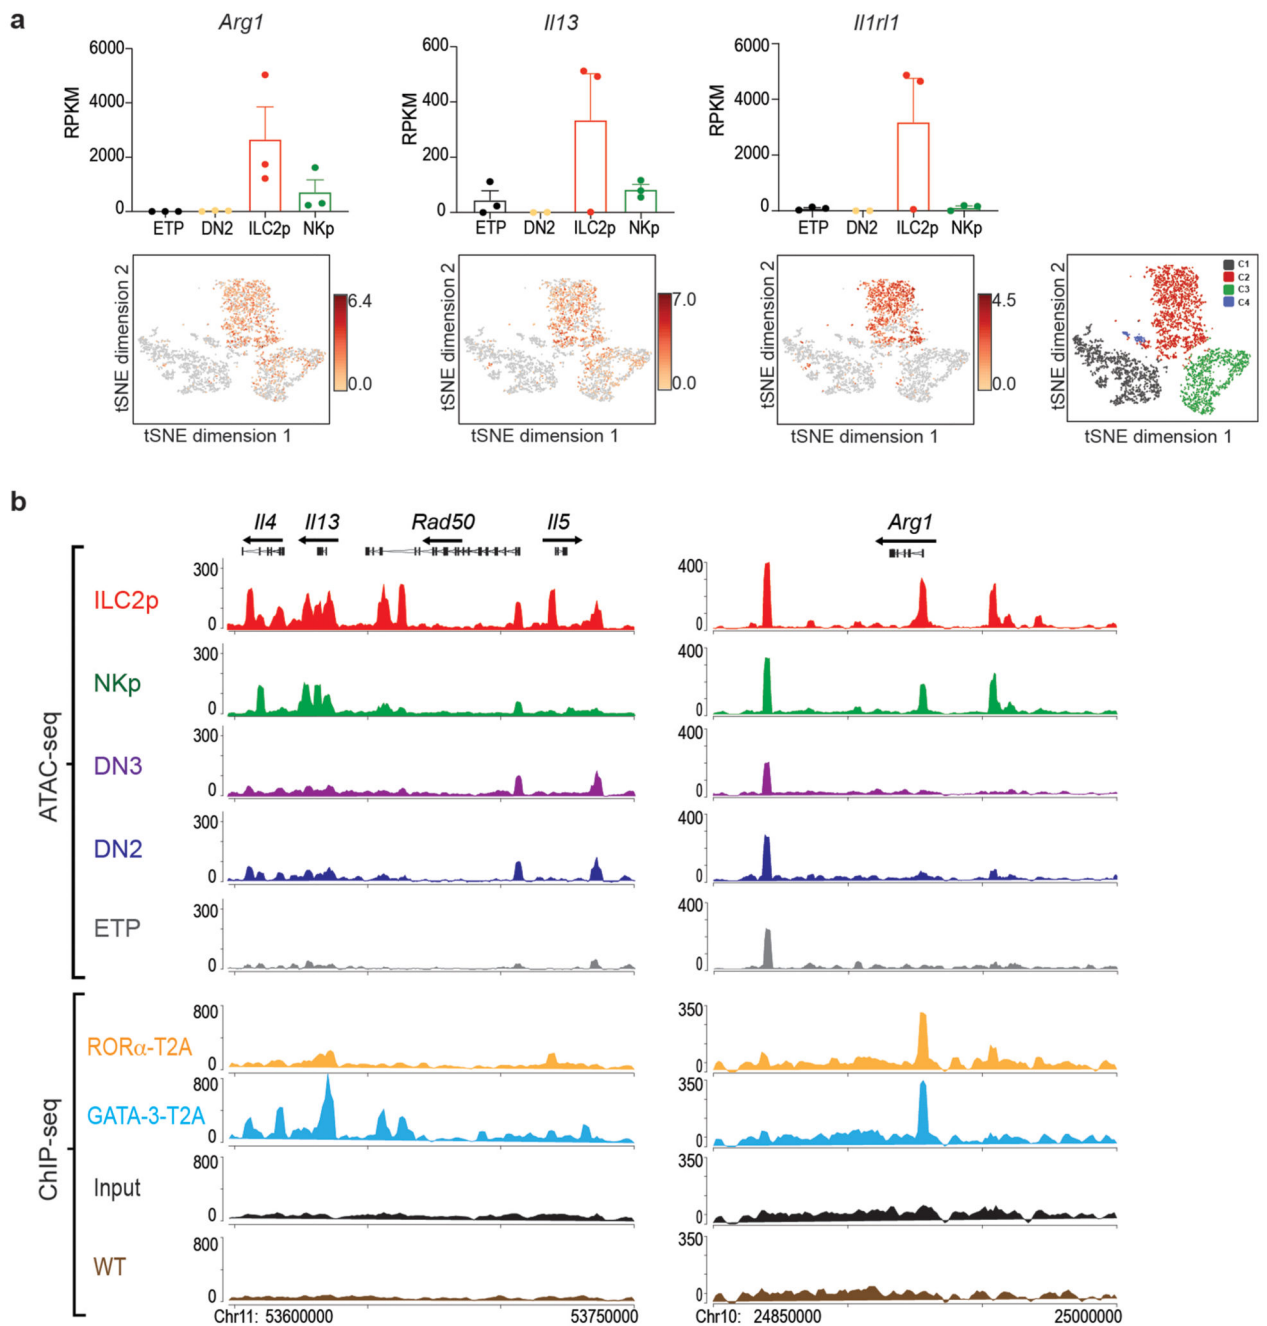 a
Arg1
Il13
Il1rl1
6000
4000
2000
0
RPKM
ETP DN2 ILC2p NKp
600
400
200
0
RPKM
ETP DN2 ILC2p NKp
6000
4000
2000
0
RPKM
ETP DN2 ILC2p NKp
tSNE dimension 2
6.4
0.0
tSNE dimension 1
tSNE dimension 2
7.0
0.0
tSNE dimension 1
tSNE dimension 2
4.5
0.0
tSNE dimension 1
tSNE dimension 2
C1
C2
C3
C4
tSNE dimension 1
b
Il4 Il13 Rad50 Il5
Arg1
ATAC-seq
ILC2p 300 0 400 0
NKp 300 0 400 0
DN3 300 0 400 0
DN2 300 0 400 0
ETP 300 0 400 0
ChIP-seq
RORα-T2A 800 0 350 0
GATA-3-T2A 800 0 350 0
Input 800 0 350 0
WT 800 0 350 0
Chr11: 53600000 53750000
Chr10: 24850000 25000000